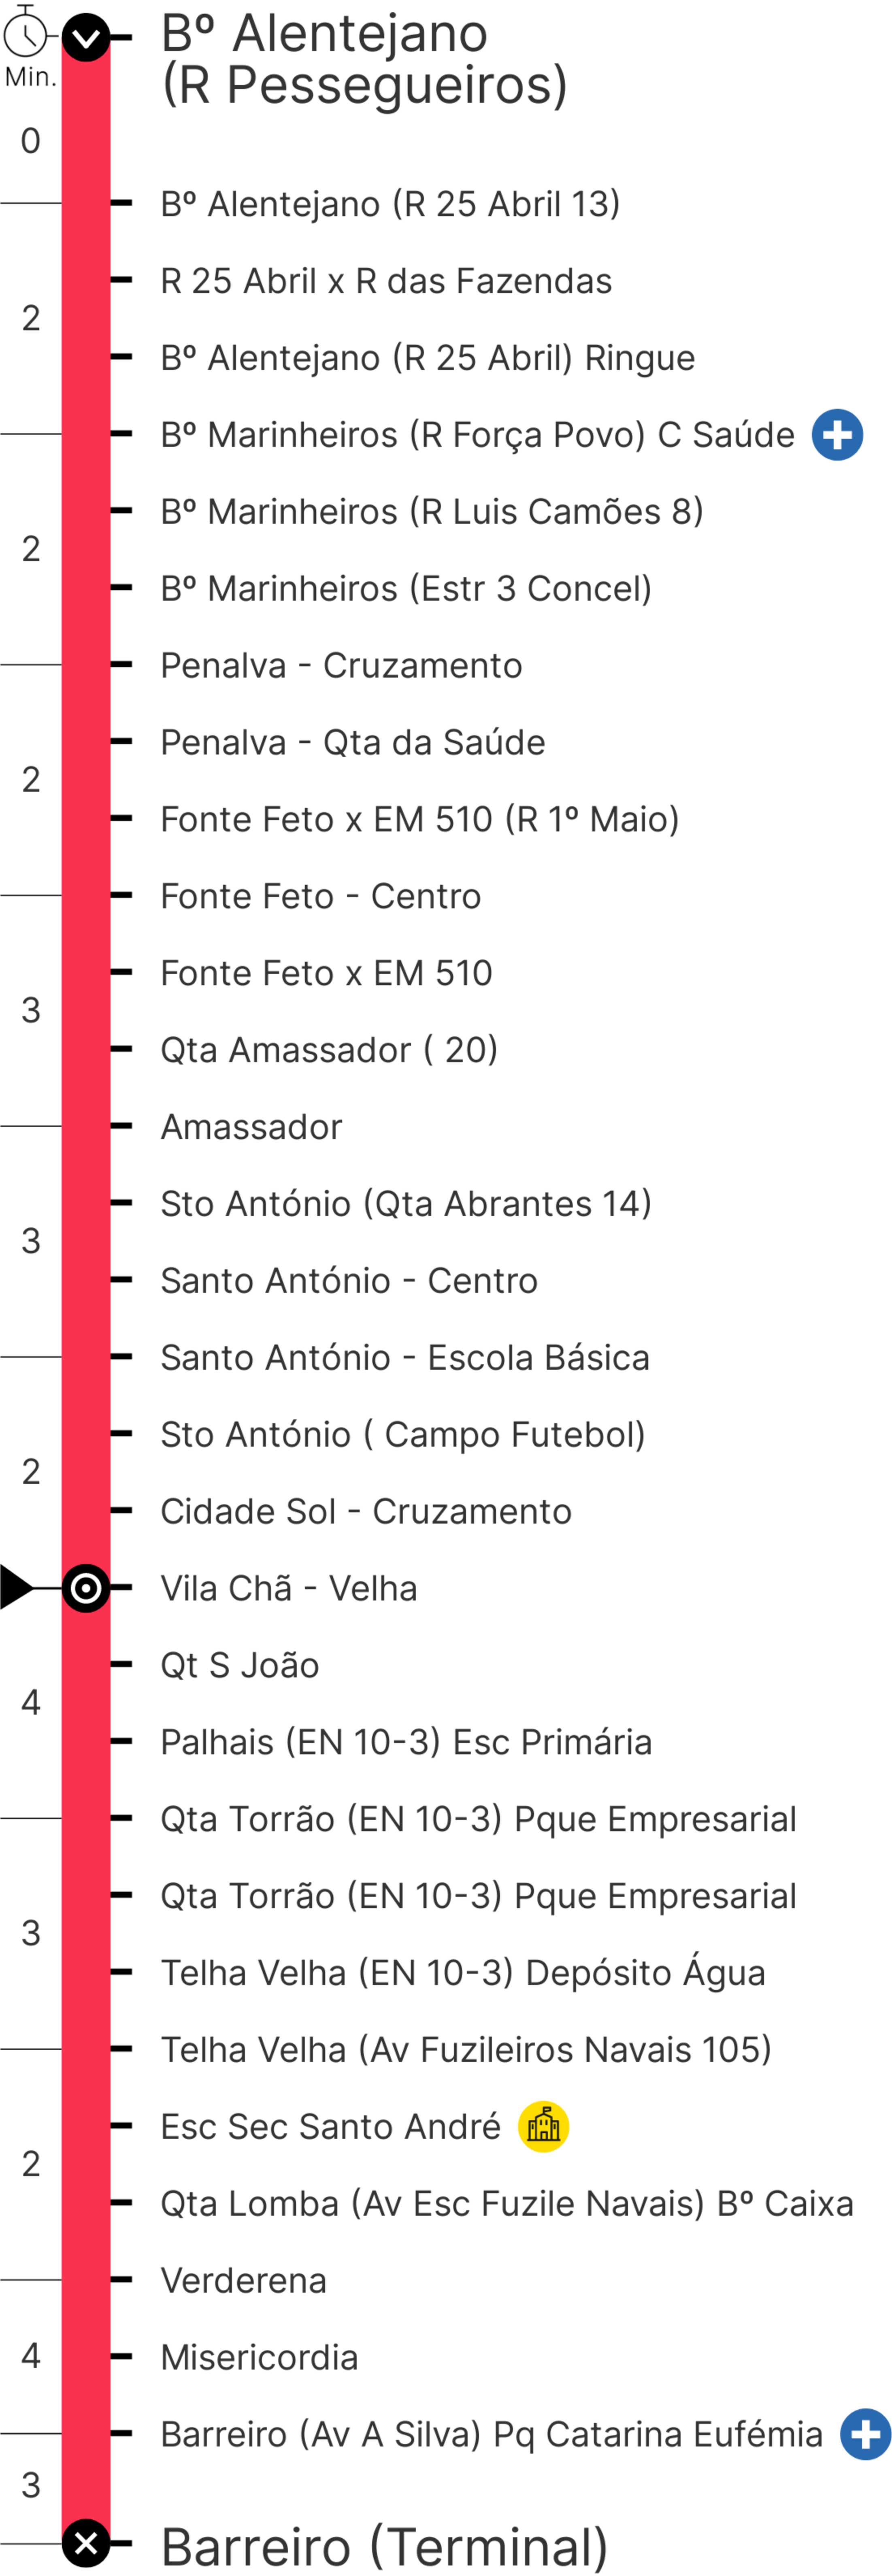 Bº Alentejano
(R Pessegueiros)
Min.
0
Bº Alentejano (R 25 Abril 13)
R 25 Abril x R das Fazendas
2
Bº Alentejano (R 25 Abril) Ringue
Bº Marinheiros (R Força Povo) C Saúde
Bº Marinheiros (R Luis Camões 8)
2
Bº Marinheiros (Estr 3 Concel)
Penalva - Cruzamento
Penalva - Qta da Saúde
2
Fonte Feto x EM 510 (R 1º Maio)
Fonte Feto - Centro
Fonte Feto x EM 510
3
Qta Amassador ( 20)
Amassador
Sto António (Qta Abrantes 14)
3
Santo António - Centro
Santo António - Escola Básica
Sto António ( Campo Futebol)
2
Cidade Sol - Cruzamento
Vila Chã - Velha
Qt S João
4
Palhais (EN 10-3) Esc Primária
Qta Torrão (EN 10-3) Pque Empresarial
Qta Torrão (EN 10-3) Pque Empresarial
3
Telha Velha (EN 10-3) Depósito Água
Telha Velha (Av Fuzileiros Navais 105)
Esc Sec Santo André
2
Qta Lomba (Av Esc Fuzile Navais) Bº Caixa
Verderena
4
Misericordia
Barreiro (Av A Silva) Pq Catarina Eufémia
3
Barreiro (Terminal)